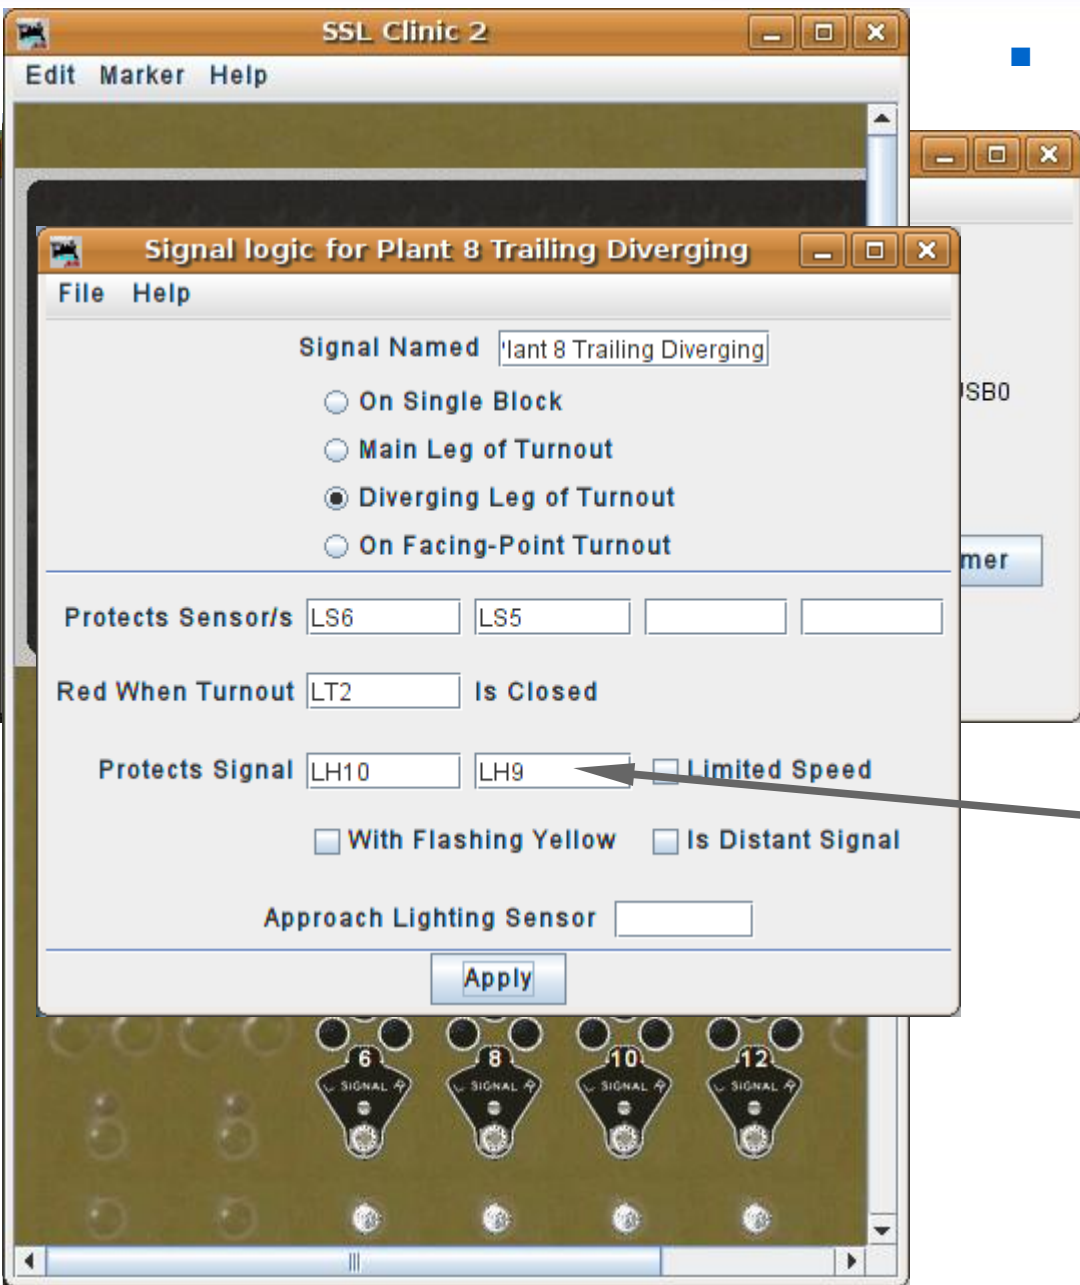 SSL Clinic 2
Edit Marker Help
Signal logic for Plant 8 Trailing Diverging
File Help
Signal Named 'lant 8 Trailing Diverging
On Single Block
JSB0
Main Leg of Turnout
Diverging Leg of Turnout
On Facing-Point Turnout
mer
Protects Sensor/s LS6 LS5
Red When Turnout LT2 Is Closed
Protects Signal LH10 LH9 Limited Speed
With Flashing Yellow Is Distant Signal
Approach Lighting Sensor
Apply
6 8 10 12
L SIGNAL R L SIGNAL R L SIGNAL R L SIGNAL R